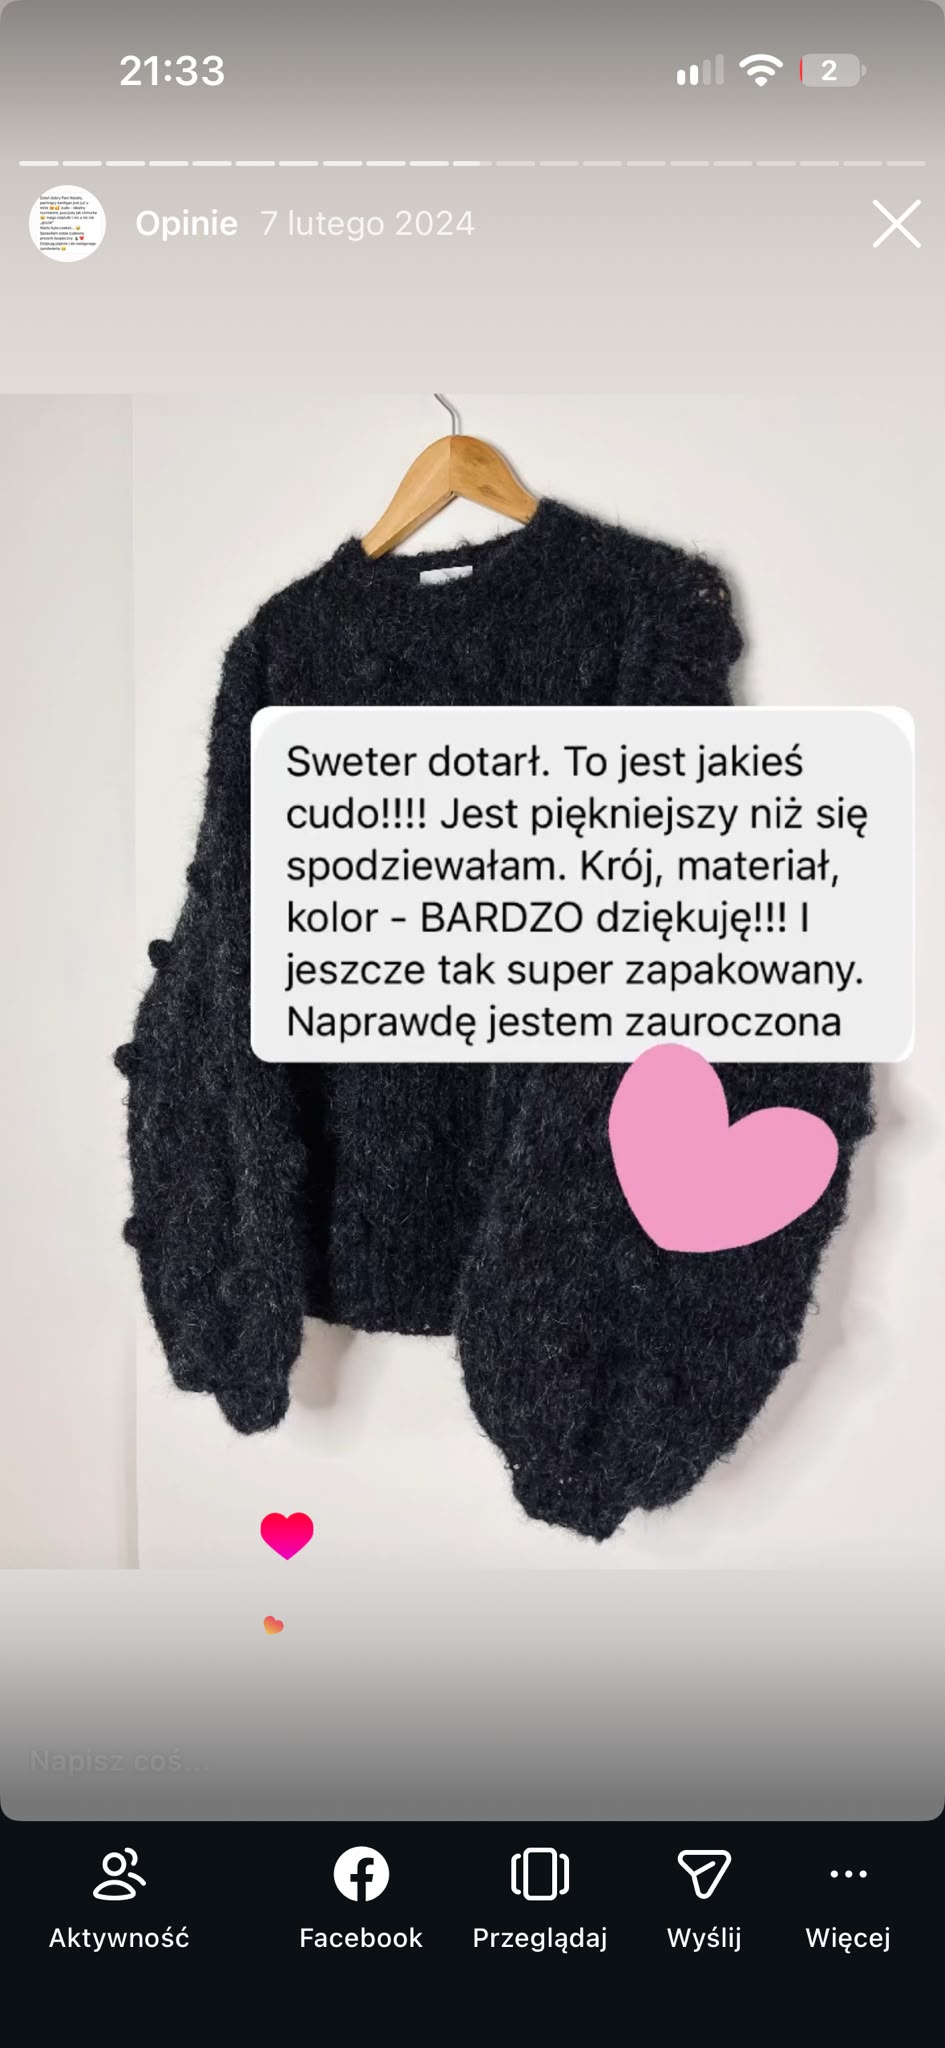 21:33
2
Opinie 7 lutego 2024
Sweter dotarł. To jest jakieś
cudo!!!! Jest piękniejszy niż się
spodziewałam. Krój, materiał,
kolor - BARDZO dziękuję!!! I
jeszcze tak super zapakowany.
Naprawdę jestem zauroczona
Napisz coś...
Aktywność
Facebook
Przeglądaj
Wyślij
Więcej